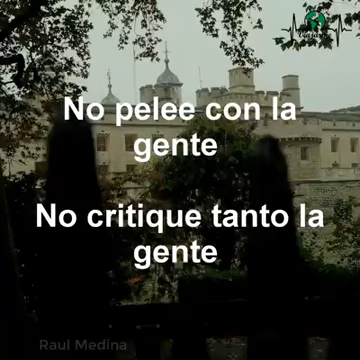 No pelee con la
gente
No critique tanto la
gente
Raul Medina